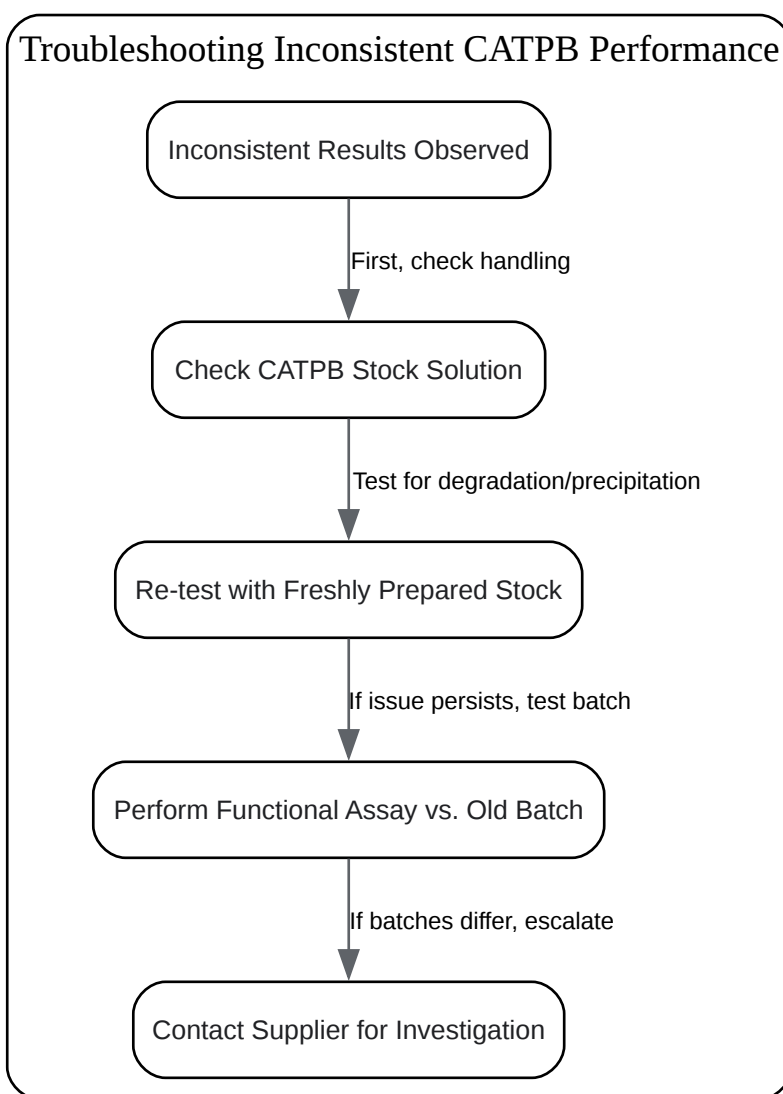 Troubleshooting Inconsistent CATPB Performance
Inconsistent Results Observed
First, check handling
Check CATPB Stock Solution
Test for degradation/precipitation
Re-test with Freshly Prepared Stock
If issue persists, test batch
Perform Functional Assay vs. Old Batch
If batches differ, escalate
Contact Supplier for Investigation